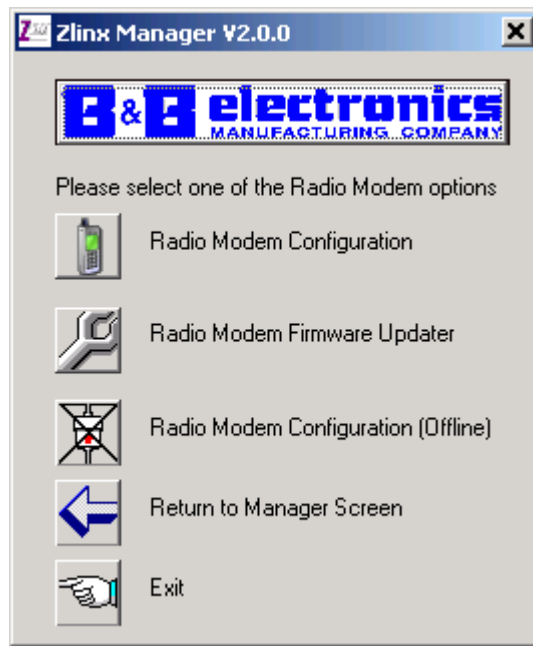 Zlinx Manager V2.0.0
B&B electronics
MANUFACTURING COMPANY
Please select one of the Radio Modem options
Radio Modem Configuration
Radio Modem Firmware Updater
Radio Modem Configuration (Offline)
Return to Manager Screen
Exit